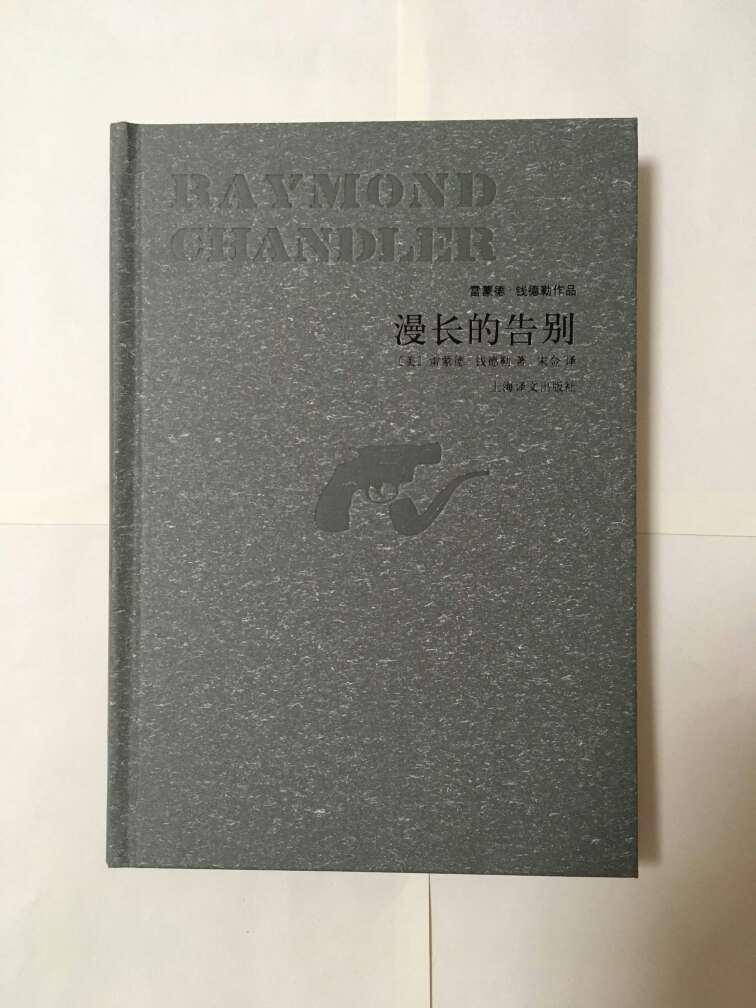 RAYMOND
CHANDLER
雷蒙德·钱德勒作品
漫长的告别
〔美〕雷蒙德·钱德勒 著 宋佥 译
上海译文出版社